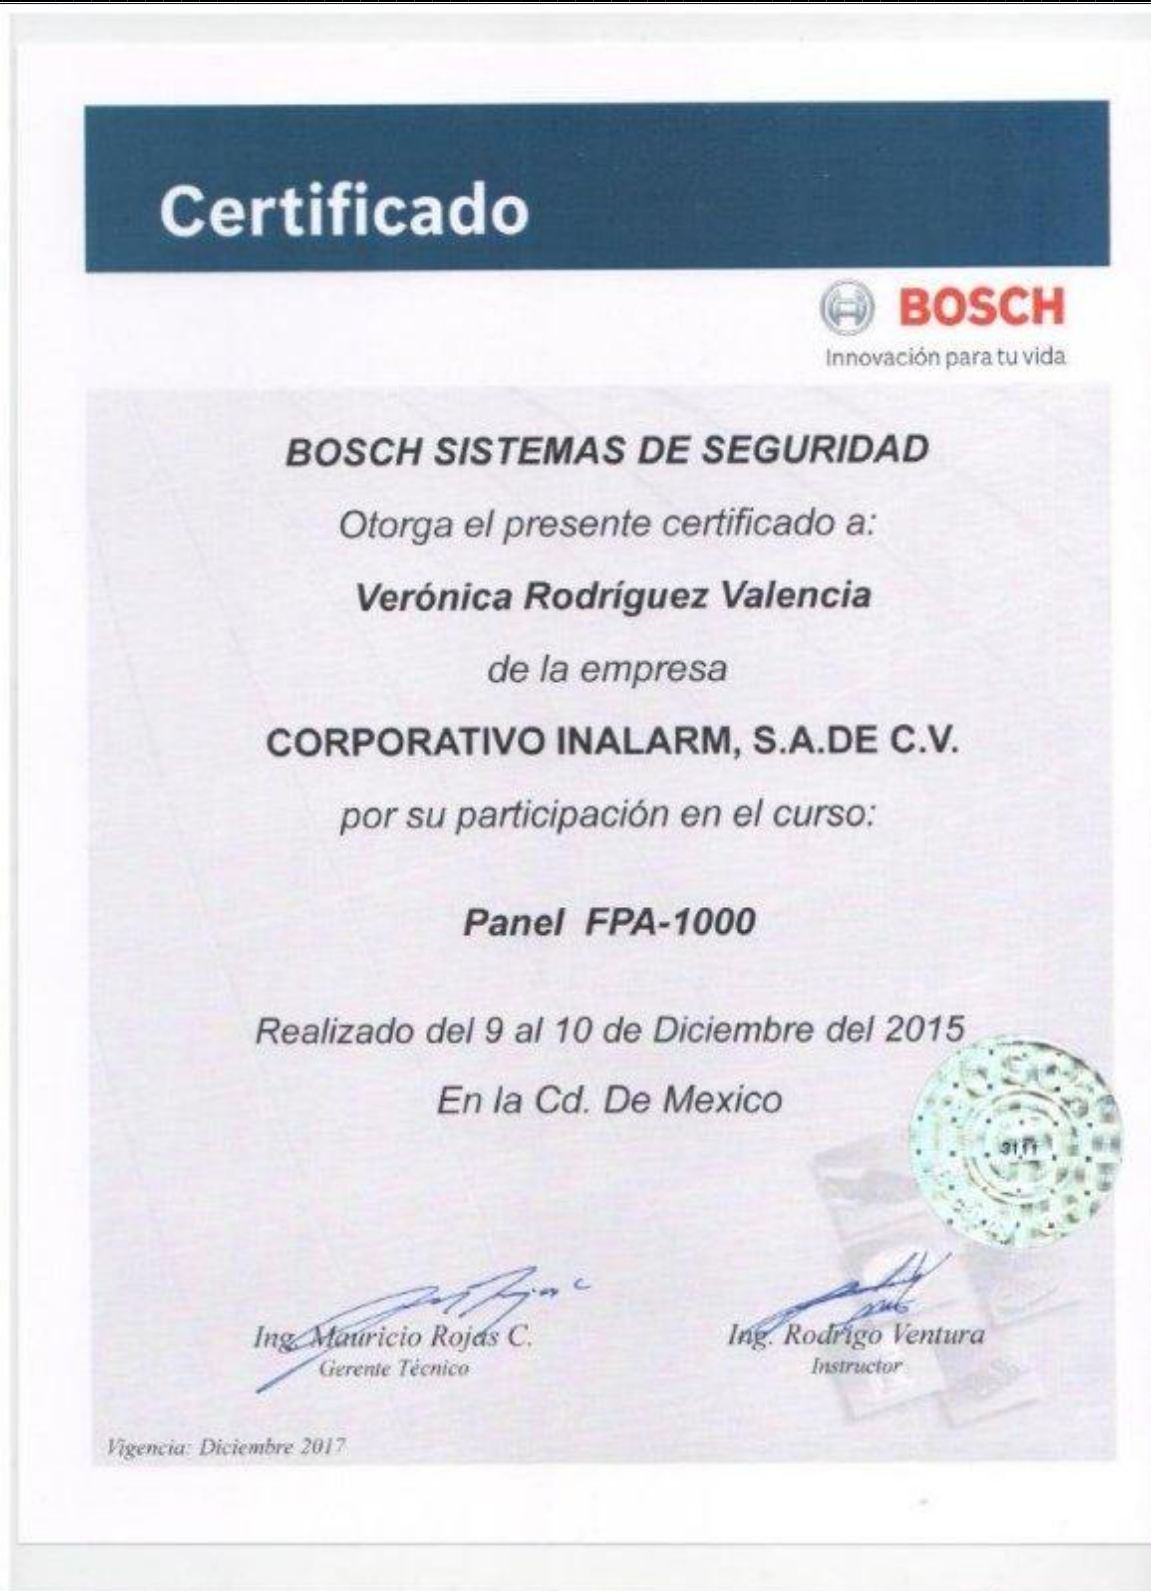 Certificado
BOSCH
Innovación para tu vida
BOSCH SISTEMAS DE SEGURIDAD
Otorga el presente certificado a:
Verónica Rodríguez Valencia
de la empresa
CORPORATIVO INALARM, S.A.DE C.V.
por su participación en el curso:
Panel FPA-1000
Realizado del 9 al 10 de Diciembre del 2015
En la Cd. De Mexico
3111
Ing. Mauricio Rojas C.
Gerente Técnico
Ing. Rodrigo Ventura
Instructor
Vigencia: Diciembre 2017